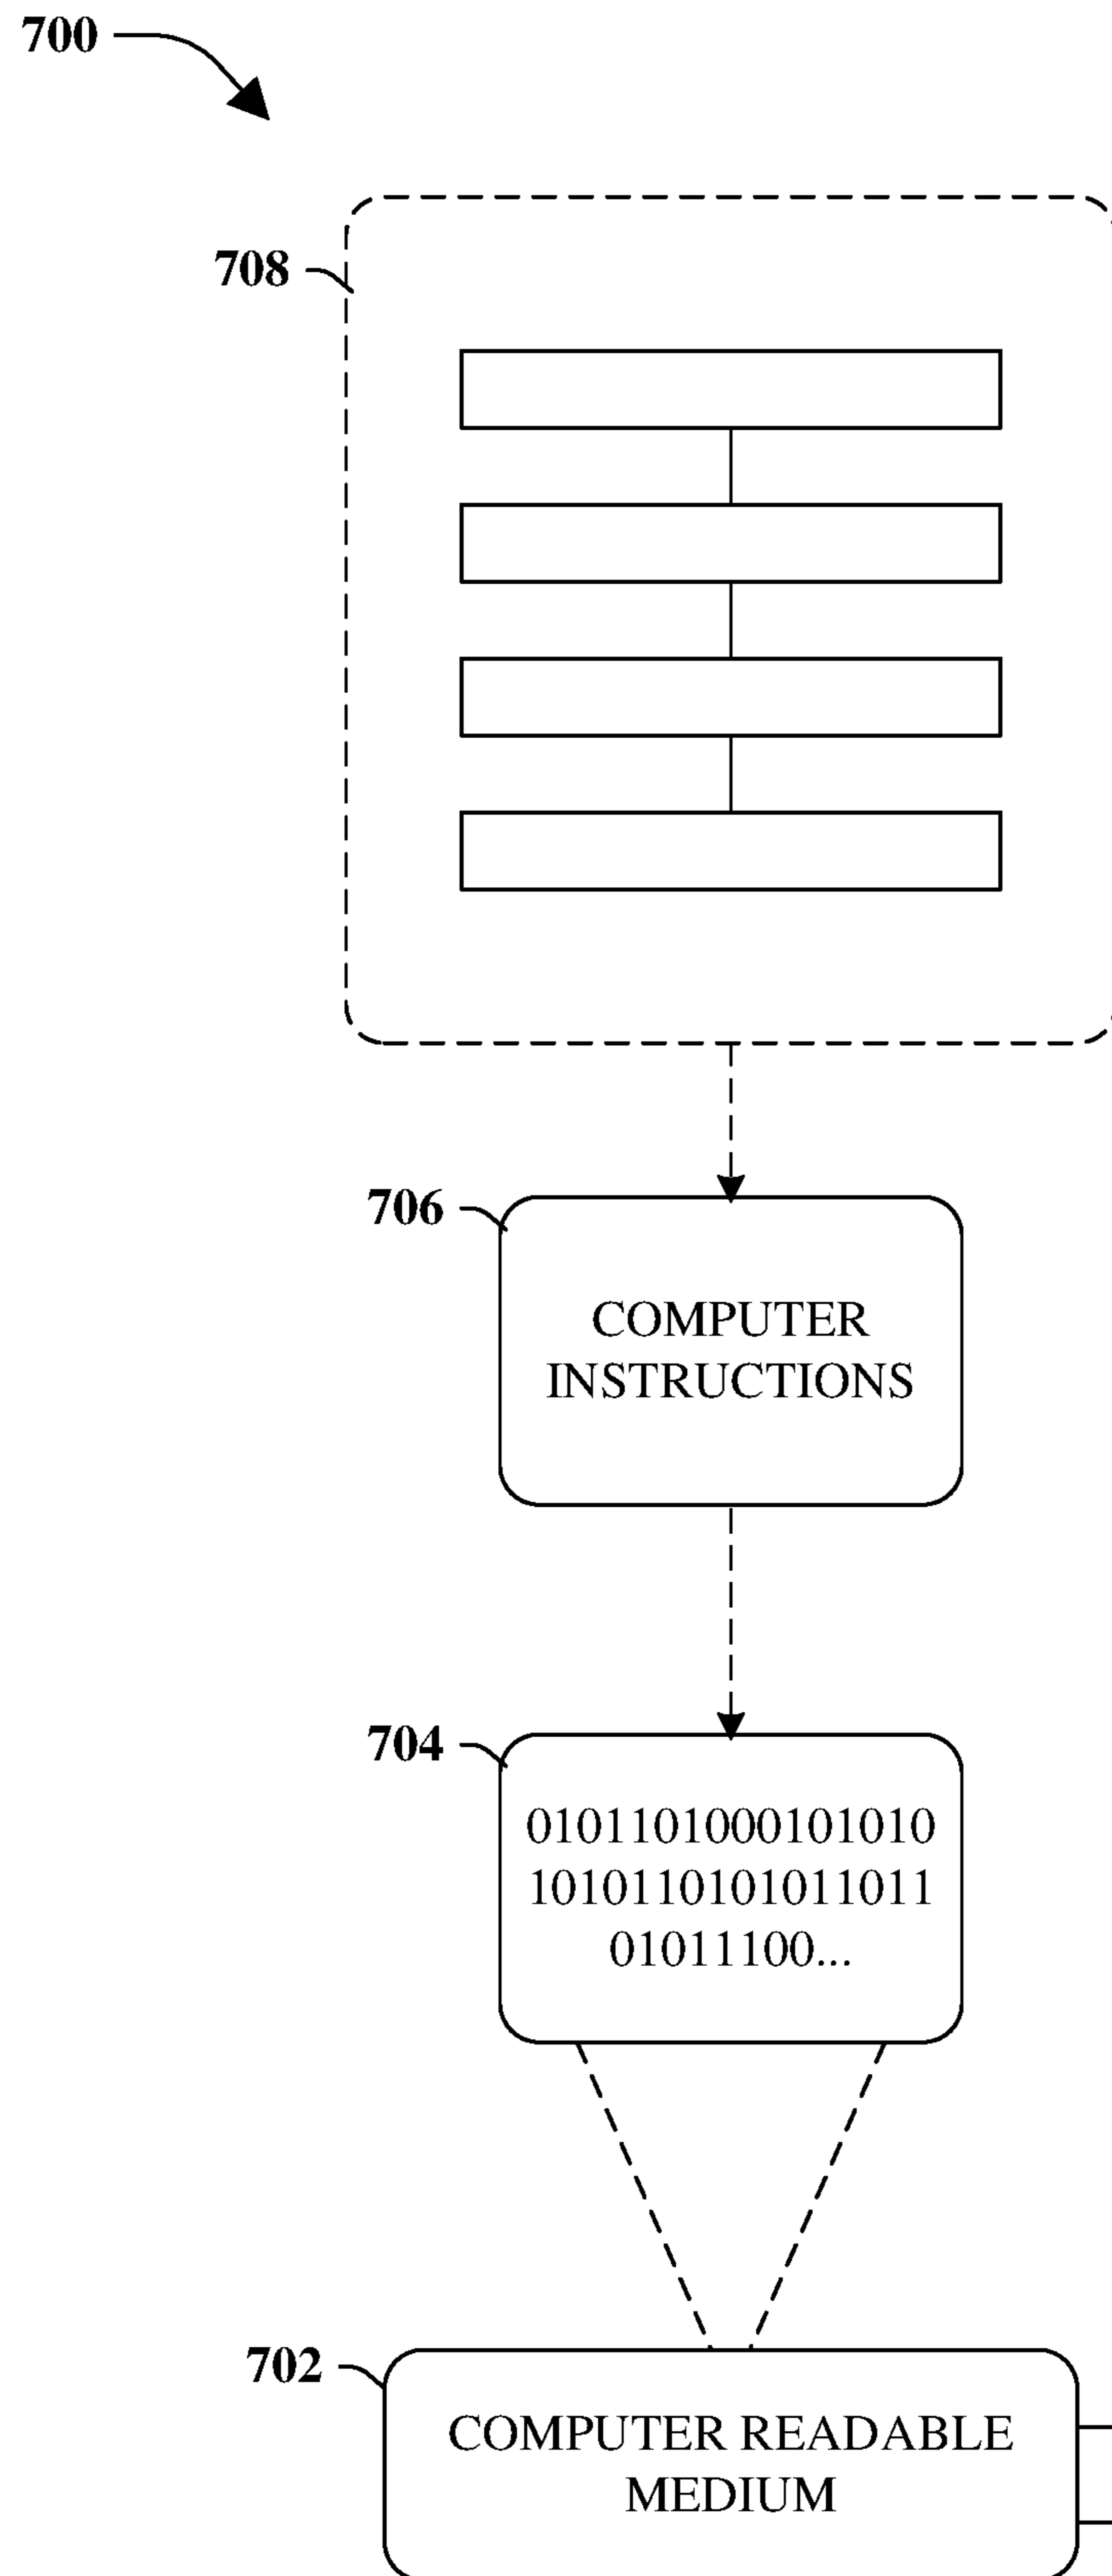 700
708
706
COMPUTER
INSTRUCTIONS
704
0101101000101010
1010110101011011
01011100...
702
COMPUTER READABLE
MEDIUM